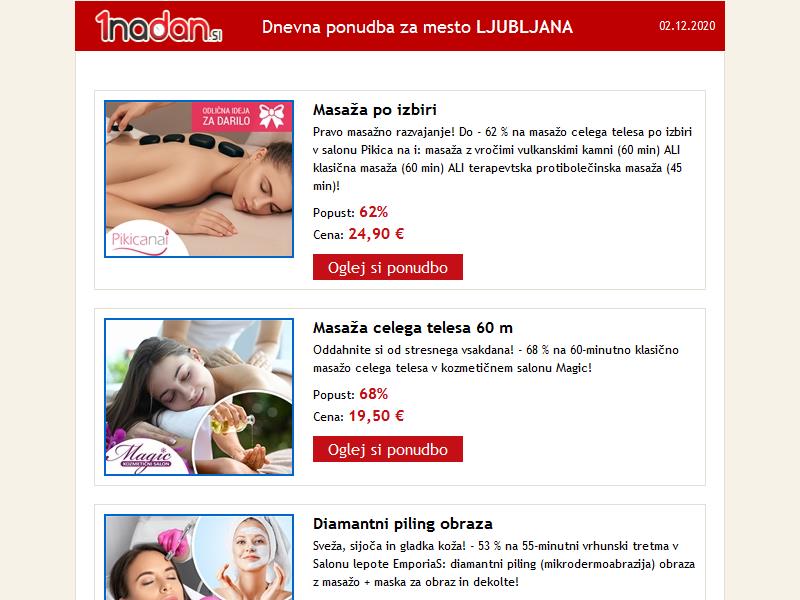 1nadan.si
Dnevna ponudba za mesto LJUBLJANA
02.12.2020
ODLIČNA IDEJA
ZA DARILO
Pikicanai
Masaža po izbiri
Pravo masažno razvajanje! Do - 62 % na masažo celega telesa po izbiri
v salonu Pikica na i: masaža z vročimi vulkanskimi kamni (60 min) ALI
klasična masaža (60 min) ALI terapevtska protibolečinska masaža (45
min)!
Popust: 62%
Cena: 24,90 €
Oglej si ponudbo
Magic
KOZMETIČNI SALON
Masaža celega telesa 60 m
Oddahnite si od stresnega vsakdana! - 68 % na 60-minutno klasično
masažo celega telesa v kozmetičnem salonu Magic!
Popust: 68%
Cena: 19,50 €
Oglej si ponudbo
Diamantni piling obraza
Sveža, sijoča in gladka koža! - 53 % na 55-minutni vrhunski tretma v
Salonu lepote EmporiaS: diamantni piling (mikrodermoabrazija) obraza
z masažo + maska za obraz in dekolte!